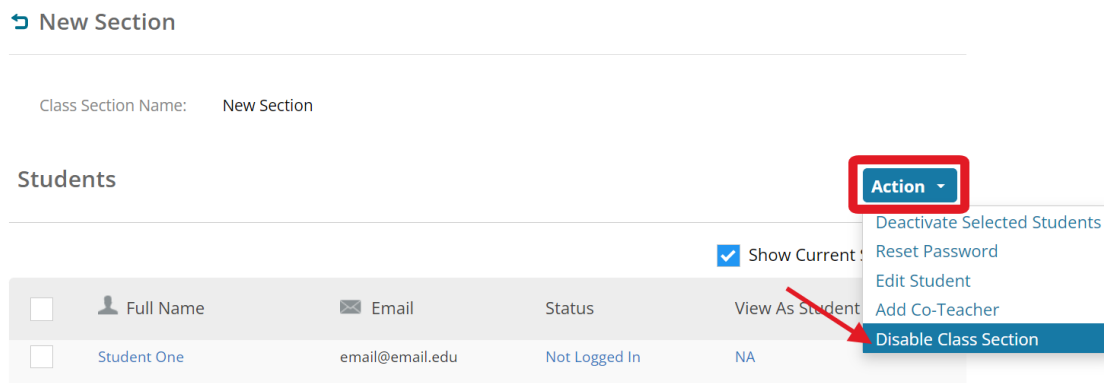 New Section
Class Section Name: New Section
Students
Action
Deactivate Selected Students
Reset Password
Edit Student
Add Co-Teacher
Disable Class Section
Show Current
Full Name Email Status View As Student
Student One email@email.edu Not Logged In NA